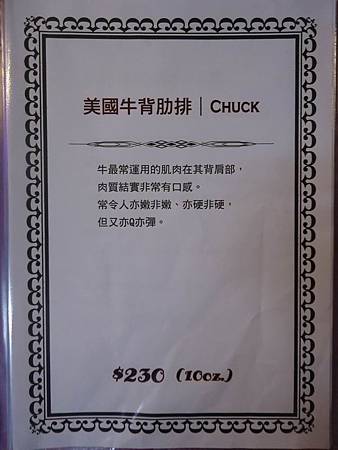 美國牛背肋排｜CHUCK
牛最常運用的肌肉在其背肩部，
肉質結實非常有口感。
常令人亦嫩非嫩、亦硬非硬，
但又亦Q亦彈。
$230 (10oz.)